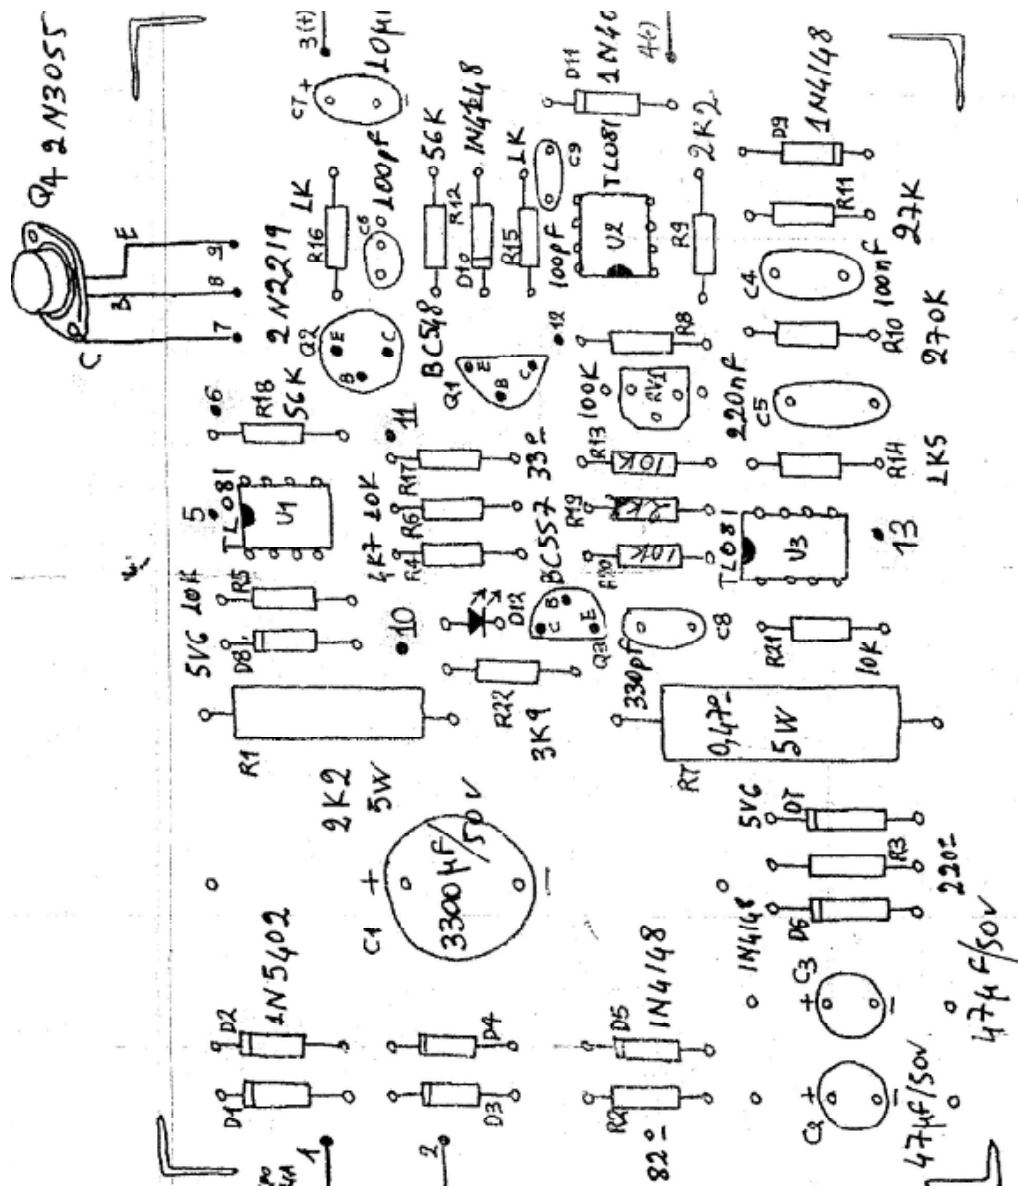 Q4 2N3055
3(+)
C7
+
10μF
1N4
D11
4(-)
1N4148
D9
1K
R16
100pF
C6
56K
R12
1N4148
D10
1K
R15
C9
100pF
TL081
U2
2K2
R9
R11
27K
C4
100nF
E
9
B
8
C
7
2N2219
Q2
E
C
B
BC548
Q1
E
B
C
12
R8
R10
270K
6
R18
56K
100K
RV1
220nF
C5
11
R17
33Ω
R13
10K
R14
1K5
5
TL081
U1
10K
R6
R19
2K2
TL081
U3
13
4K7
R4
BC557
R20
10K
10K
R5
D12
B
C
E
Q3
C8
330pF
5V6
D8
10
R21
10K
R22
3K9
R1
2K2
5W
R7
0,47Ω
5W
5V6
D7
C1
+
3300μF/50V
R3
220Ω
D6
1N4148
D2
1N5402
D4
D5
1N4148
C3
+
47μF/50V
D1
D3
R2
82Ω
C2
+
47μF/50V
1
2